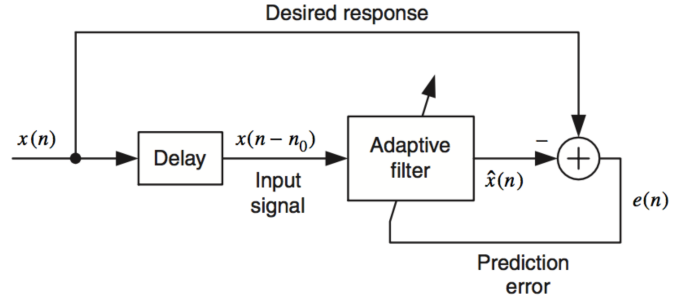 Desired response
x(n)
Delay
x(n − n₀)
Input
signal
Adaptive
filter
−
+
x̂(n)
e(n)
Prediction
error